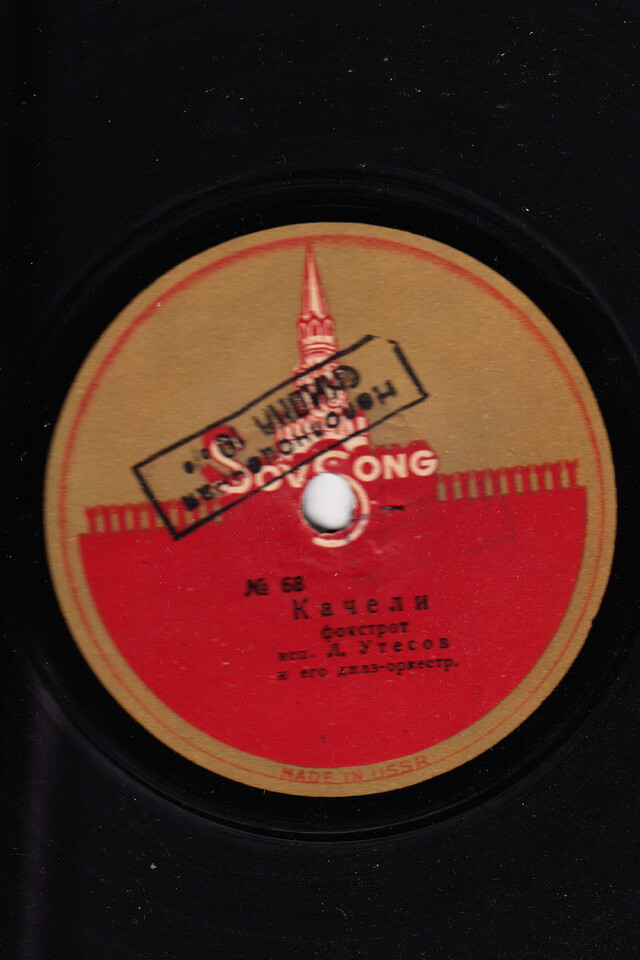 SovSong
№ 68
Качели
фокстрот
исп. Л. Утесов
и его джаз-оркестр.
MADE IN USSR